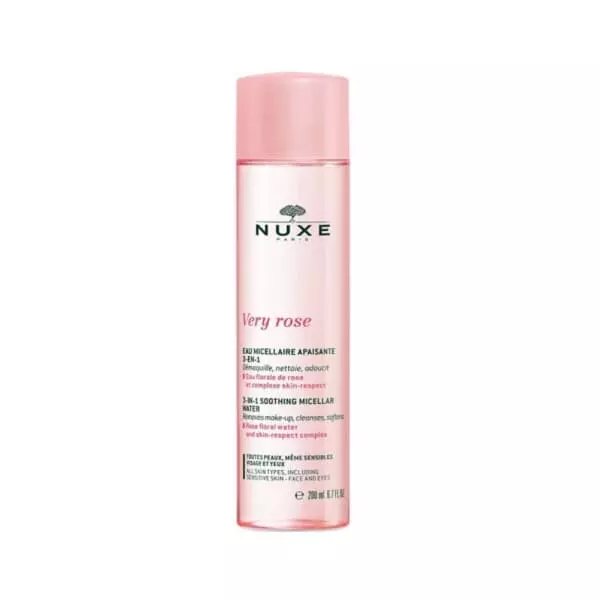 NUXE
PARIS
Very rose
EAU MICELLAIRE APAISANTE
3-EN-1
Démaquille, nettoie, adoucit
Eau florale de rose
et complexe skin-respect
3-IN-1 SOOTHING MICELLAR
WATER
Removes make-up, cleanses, softens
Rose floral water
and skin-respect complex
TOUTES PEAUX, MÊME SENSIBLES
VISAGE ET YEUX
ALL SKIN TYPES, INCLUDING
SENSITIVE SKIN - FACE AND EYES
℮ 200 ml 6.7 FL.OZ.